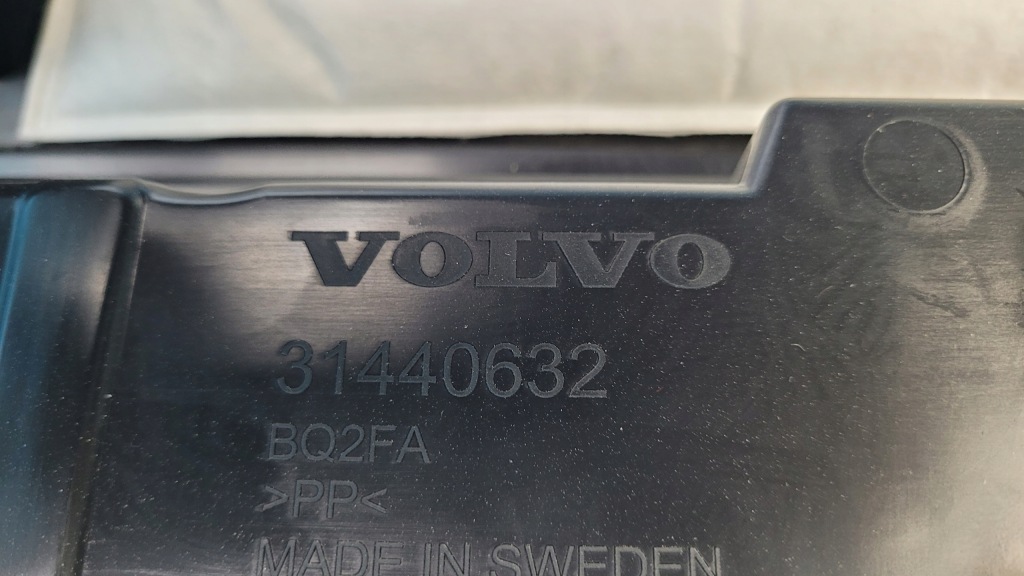 VOLVO
31440632
BQ2FA
>PP<
MADE IN SWEDEN